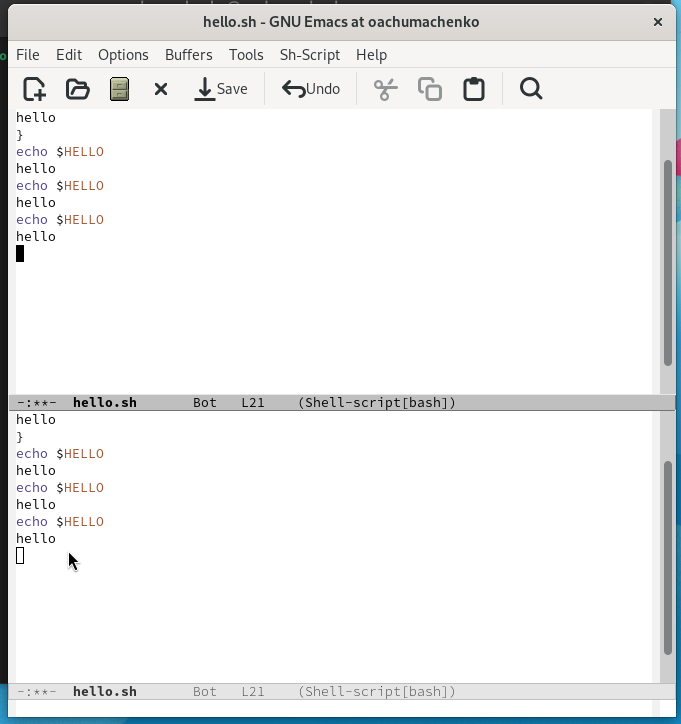 hello.sh - GNU Emacs at oachumachenko
File Edit Options Buffers Tools Sh-Script Help
Save Undo
hello
}
echo $HELLO
hello
echo $HELLO
hello
echo $HELLO
hello
-:**- hello.sh Bot L21 (Shell-script[bash])
hello
}
echo $HELLO
hello
echo $HELLO
hello
echo $HELLO
hello
-:**- hello.sh Bot L21 (Shell-script[bash])